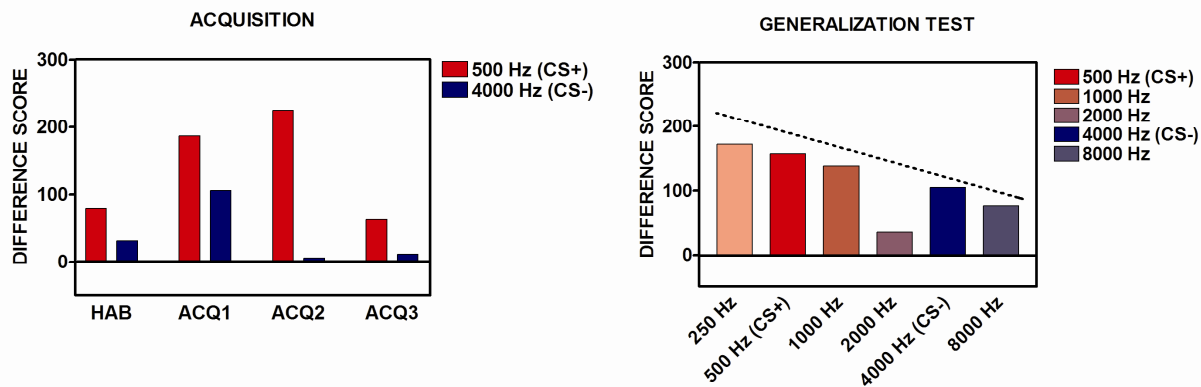 ACQUISITION
DIFFERENCE SCORE
300
200
100
0
HAB
ACQ1
ACQ2
ACQ3
500 Hz (CS+)
4000 Hz (CS-)
GENERALIZATION TEST
DIFFERENCE SCORE
300
200
100
0
250 Hz
500 Hz (CS+)
1000 Hz
2000 Hz
4000 Hz (CS-)
8000 Hz
500 Hz (CS+)
1000 Hz
2000 Hz
4000 Hz (CS-)
8000 Hz